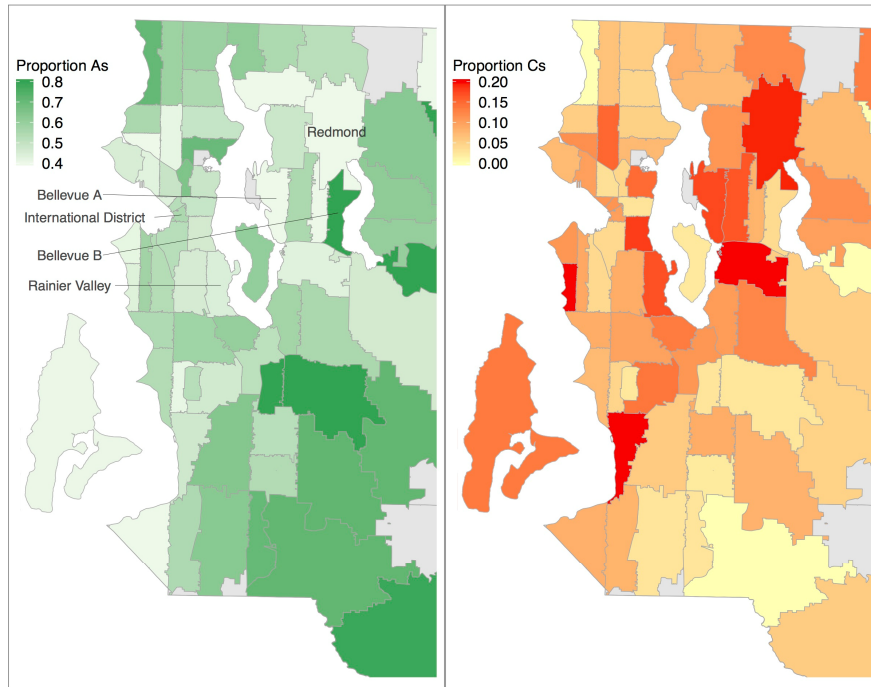 Proportion As
0.8
0.7
0.6
0.5
0.4
Redmond
Bellevue A
International District
Bellevue B
Rainier Valley
Proportion Cs
0.20
0.15
0.10
0.05
0.00